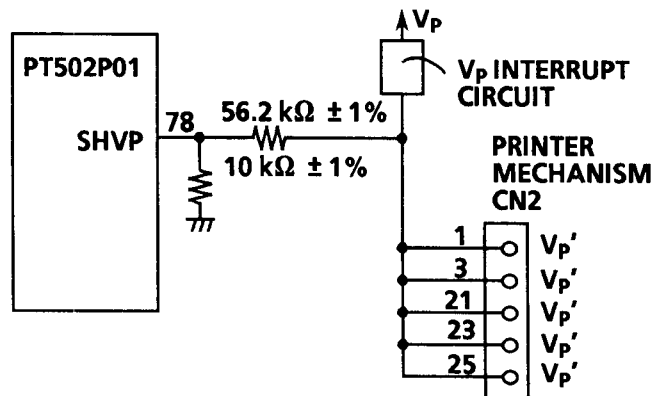 Vp
PT502P01
Vp INTERRUPT
CIRCUIT
78
56.2 kΩ ± 1%
SHVP
10 kΩ ± 1%
PRINTER
MECHANISM
CN2
1 Vp'
3 Vp'
21 Vp'
23 Vp'
25 Vp'